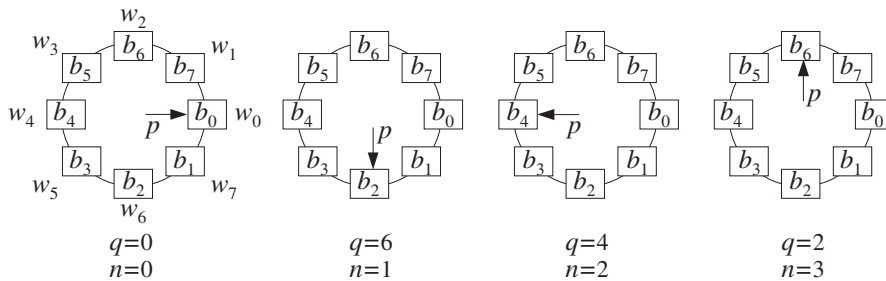 w₂
w₃ b₆ w₁ b₆ b₆ b₆
b₅ b₇ b₅ b₇ b₅ b₇ b₅ b₇
p
w₄ b₄ p b₀ w₀ b₄ p b₀ b₄ p b₀ b₄ b₀
b₃ b₁ b₃ b₁ b₃ b₁ b₃ b₁
w₅ b₂ w₇ b₂ b₂ b₂
w₆
q=0 q=6 q=4 q=2
n=0 n=1 n=2 n=3